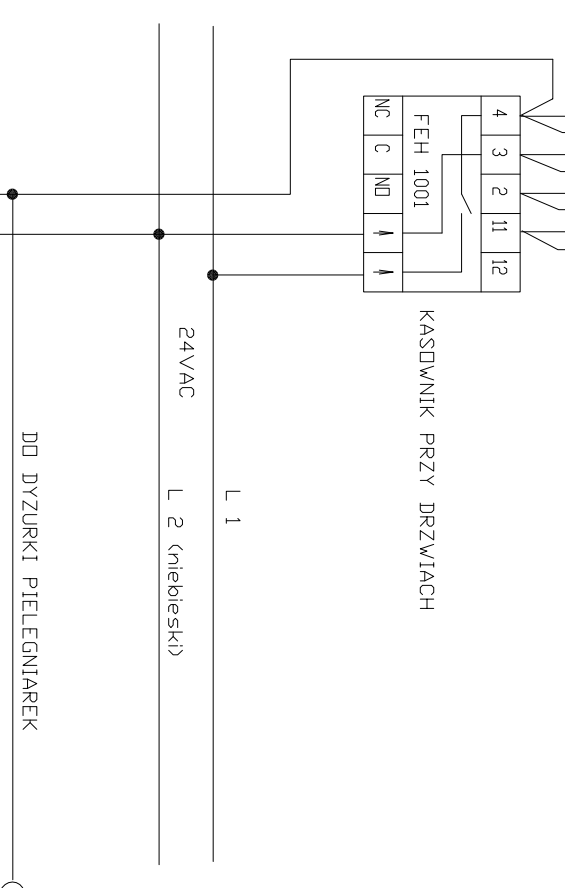 NC
C
NO
FEH 1001
4
3
2
11
12
KASOWNIK PRZY DRZWIACH
24VAC
L 1
L 2 (niebieski)
DO DYZURKI PIELEGNIAREK